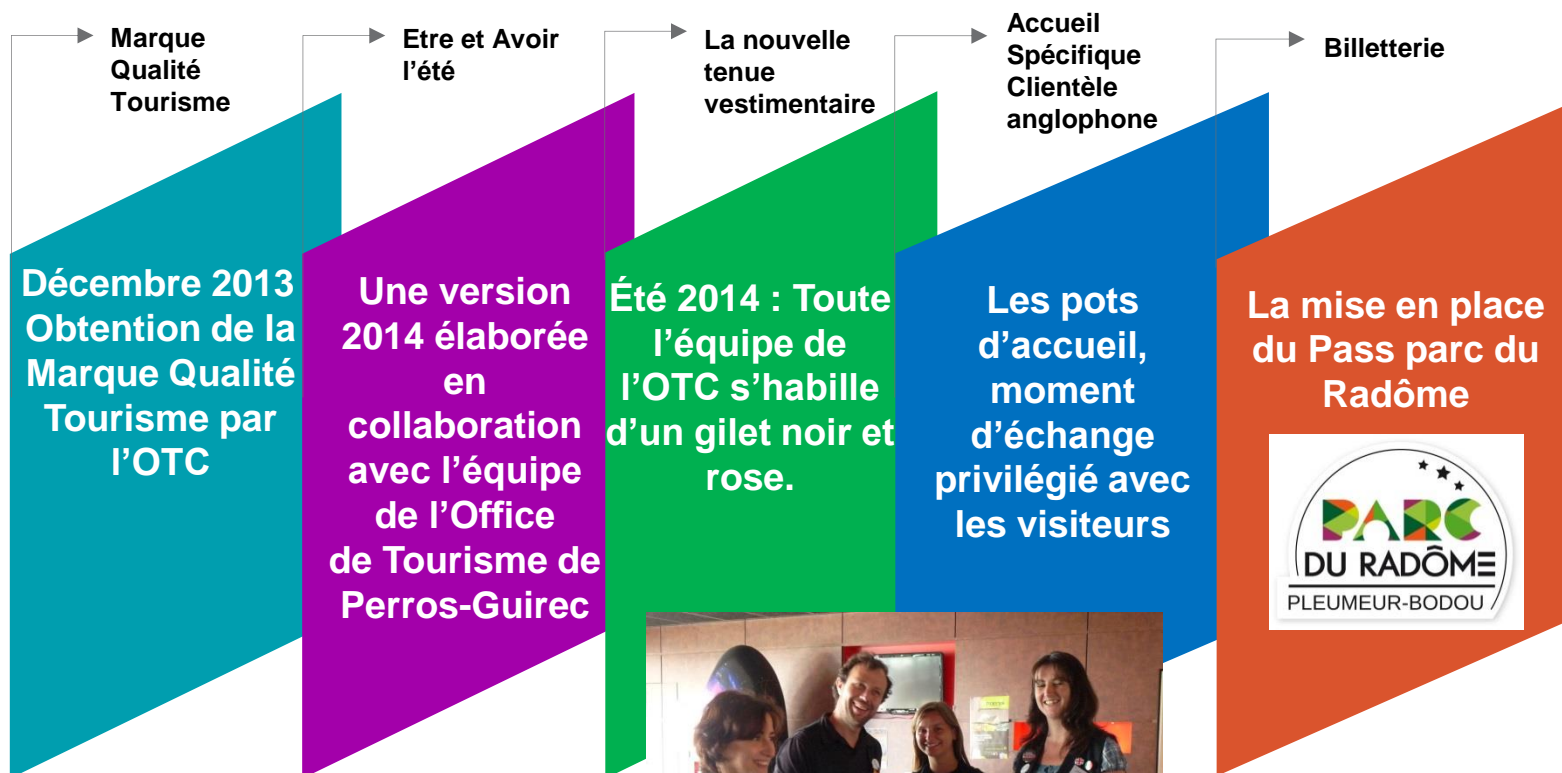 Marque
Qualité
Tourisme
Etre et Avoir
l’été
La nouvelle
tenue
vestimentaire
Accueil
Spécifique
Clientèle
anglophone
Billetterie
Décembre 2013
Obtention de la
Marque Qualité
Tourisme par
l’OTC
Une version
2014 élaborée
en
collaboration
avec l’équipe
de l’Office
de Tourisme de
Perros-Guirec
Été 2014 : Toute
l’équipe de
l’OTC s’habille
d’un gilet noir et
rose.
Les pots
d’accueil,
moment
d’échange
privilégié avec
les visiteurs
La mise en place
du Pass parc du
Radôme
PARC
DU RADÔME
PLEUMEUR-BODOU